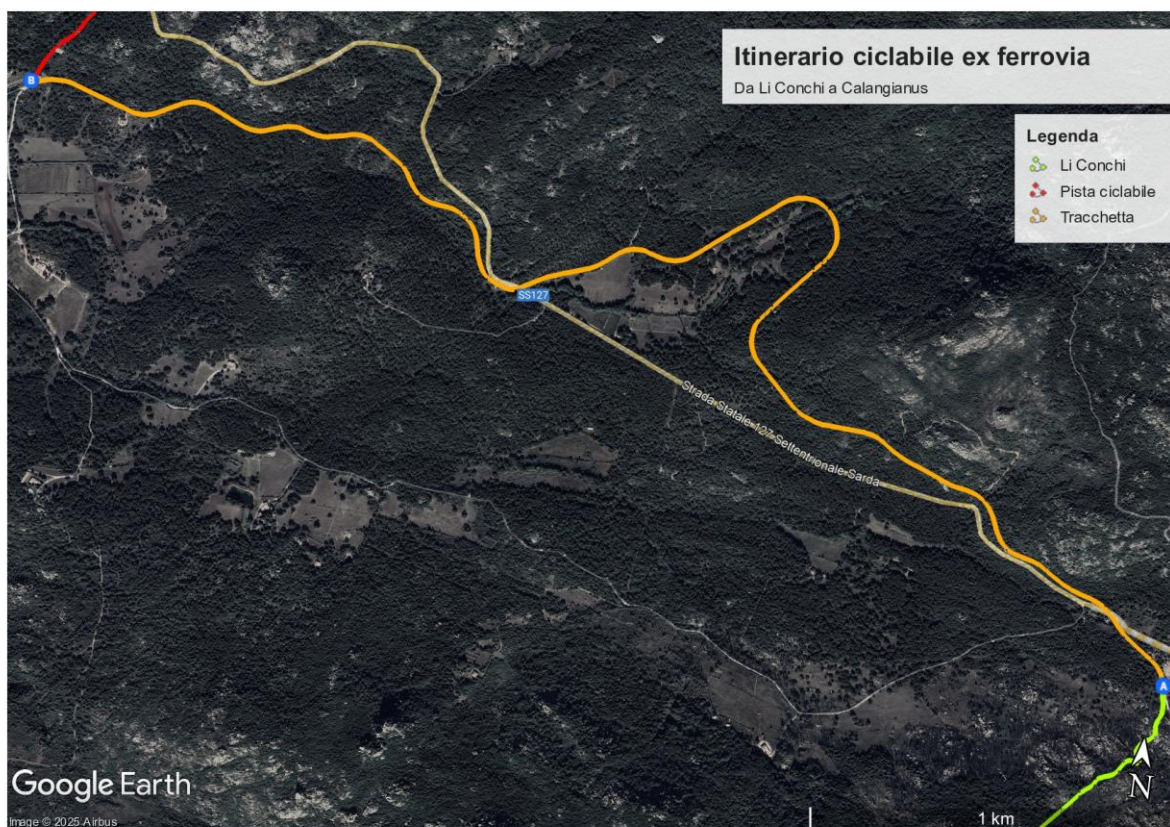 Itinerario ciclabile ex ferrovia
Da Li Conchi a Calangianus
Legenda
Li Conchi
Pista ciclabile
Tracchetta
B
SS127
Strada Statale 127 Settentrionale Sarda
A
N
Google Earth
1 km
Image © 2025 Airbus